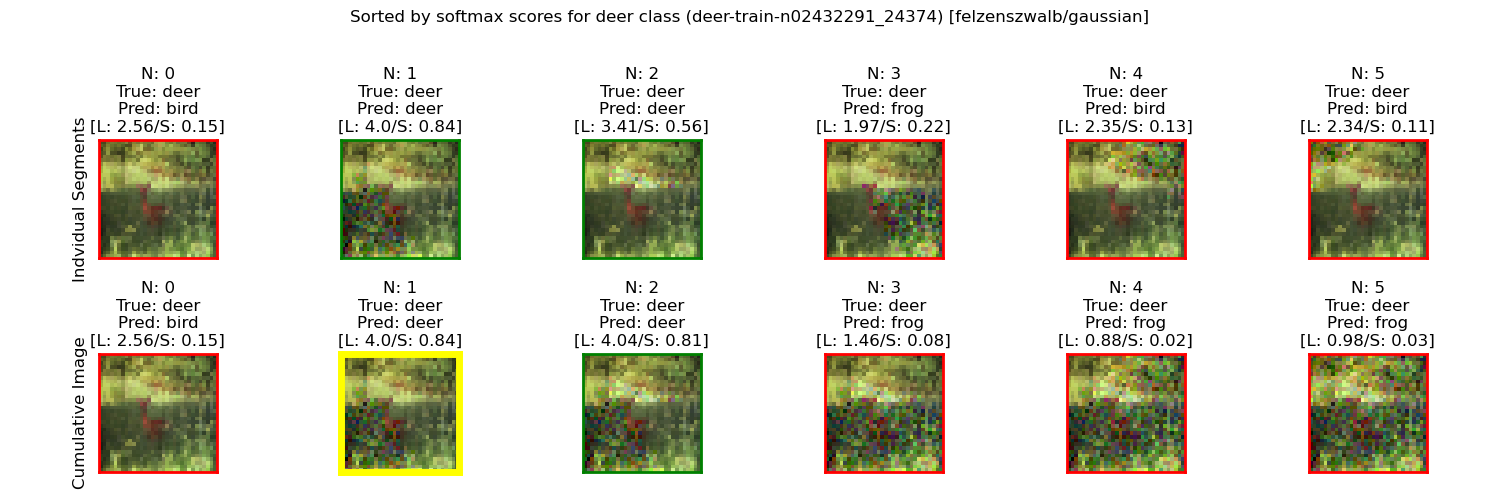 Sorted by softmax scores for deer class (deer-train-n02432291_24374) [felzenszwalb/gaussian]
Indvidual Segments
N: 0
True: deer
Pred: bird
[L: 2.56/S: 0.15]
N: 1
True: deer
Pred: deer
[L: 4.0/S: 0.84]
N: 2
True: deer
Pred: deer
[L: 3.41/S: 0.56]
N: 3
True: deer
Pred: frog
[L: 1.97/S: 0.22]
N: 4
True: deer
Pred: bird
[L: 2.35/S: 0.13]
N: 5
True: deer
Pred: bird
[L: 2.34/S: 0.11]
Cumulative Image
N: 0
True: deer
Pred: bird
[L: 2.56/S: 0.15]
N: 1
True: deer
Pred: deer
[L: 4.0/S: 0.84]
N: 2
True: deer
Pred: deer
[L: 4.04/S: 0.81]
N: 3
True: deer
Pred: frog
[L: 1.46/S: 0.08]
N: 4
True: deer
Pred: frog
[L: 0.88/S: 0.02]
N: 5
True: deer
Pred: frog
[L: 0.98/S: 0.03]